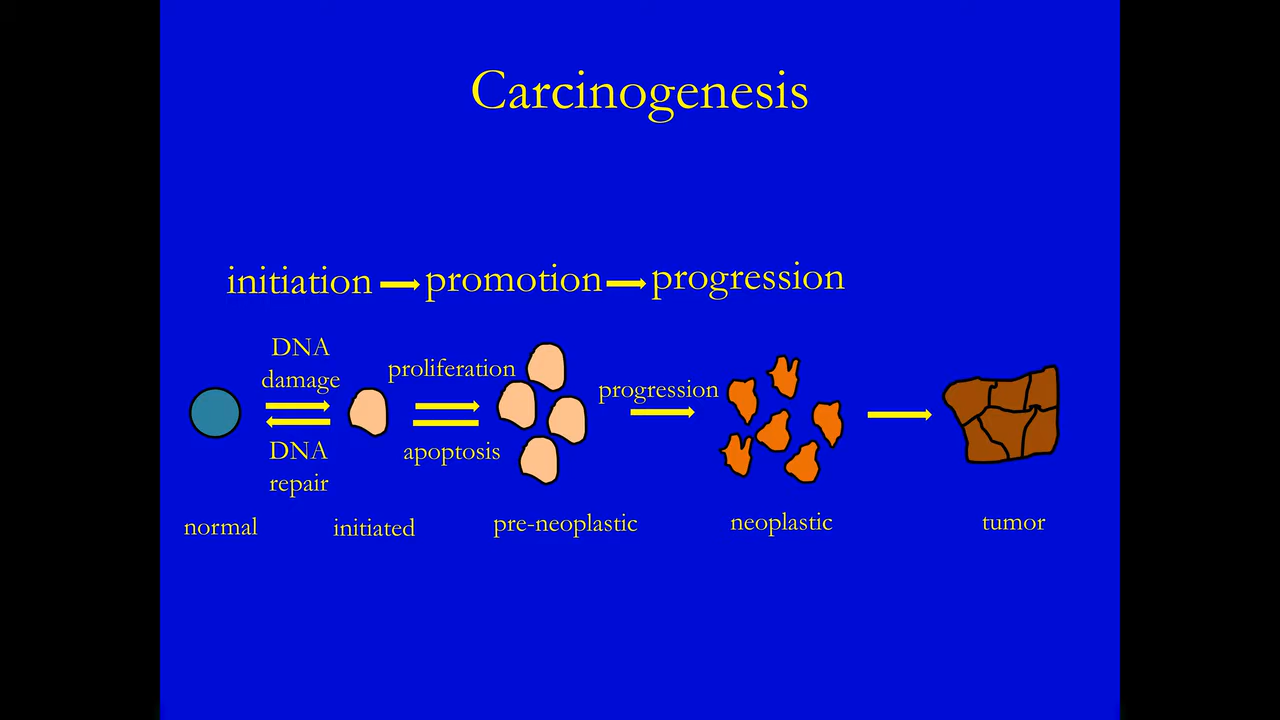 Carcinogenesis
initiation promotion progression
DNA
damage
DNA
repair
proliferation
apoptosis
progression
normal initiated pre-neoplastic neoplastic tumor